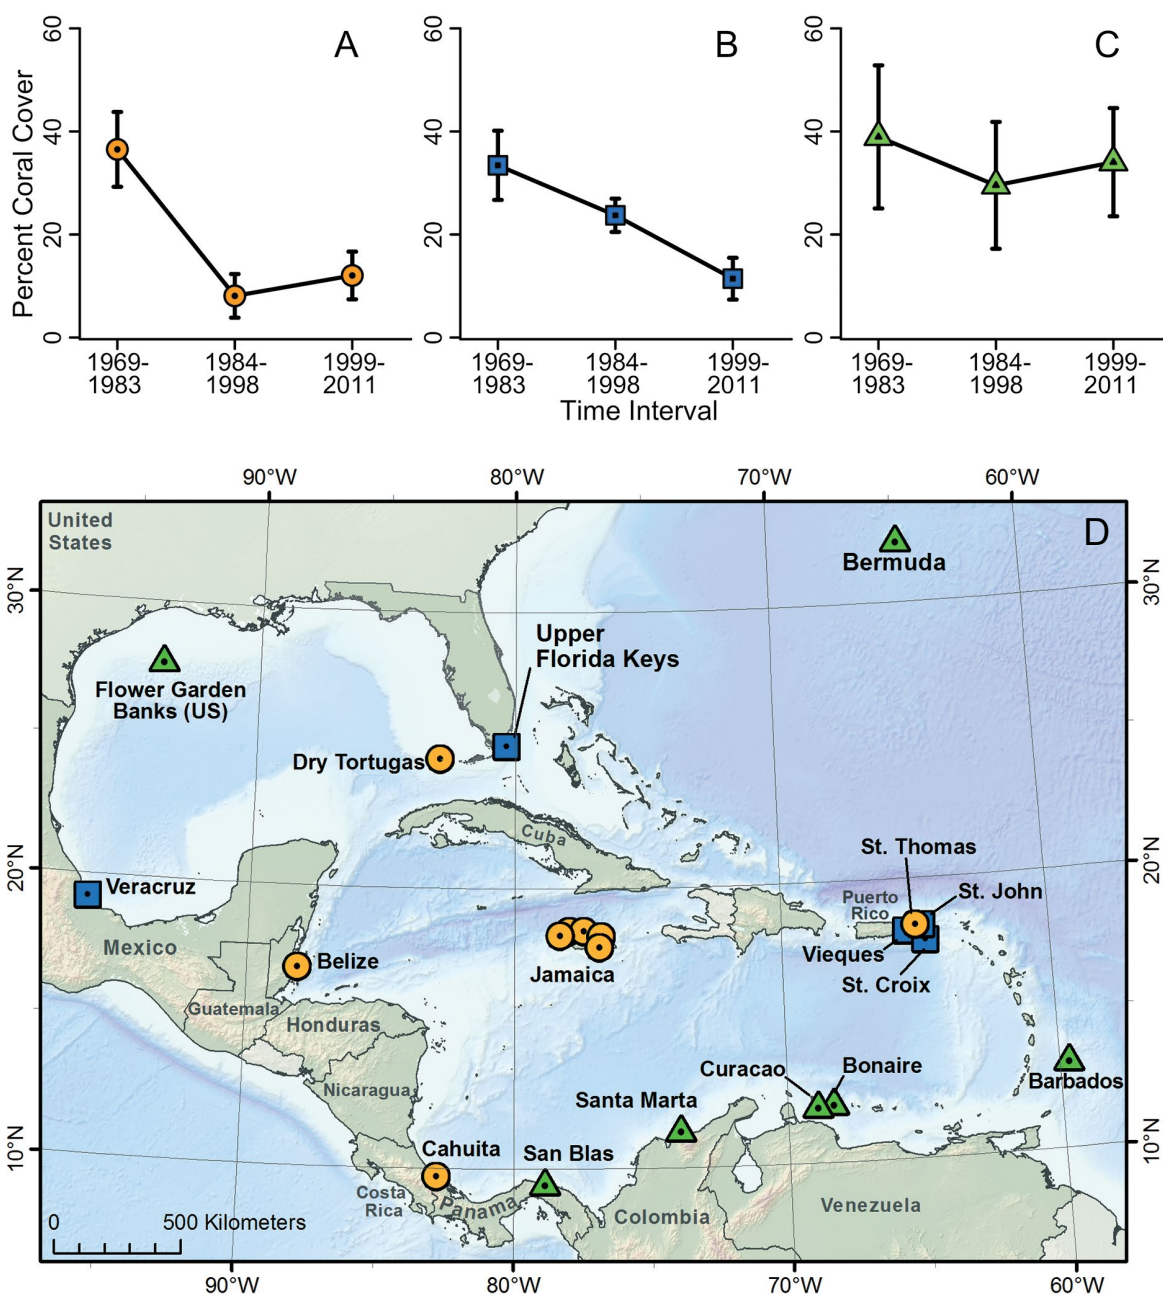 A
B
C
Percent Coral Cover
60
40
20
0
60
40
20
0
60
40
20
0
1969-
1983
1984-
1998
1999-
2011
1969-
1983
1984-
1998
1999-
2011
1969-
1983
1984-
1998
1999-
2011
Time Interval
90°W
80°W
70°W
60°W
United
States
D
Bermuda
30°N
30°N
Upper
Florida Keys
Flower Garden
Banks (US)
Dry Tortugas
Cuba
St. Thomas
20°N
20°N
Veracruz
St. John
Puerto
Rico
Mexico
Vieques
Belize
Jamaica
St. Croix
Guatemala
Honduras
Curacao
Bonaire
Barbados
Nicaragua
Santa Marta
10°N
10°N
Cahuita
San Blas
Costa
Rica
Panama
Colombia
Venezuela
0
500 Kilometers
90°W
80°W
70°W
60°W